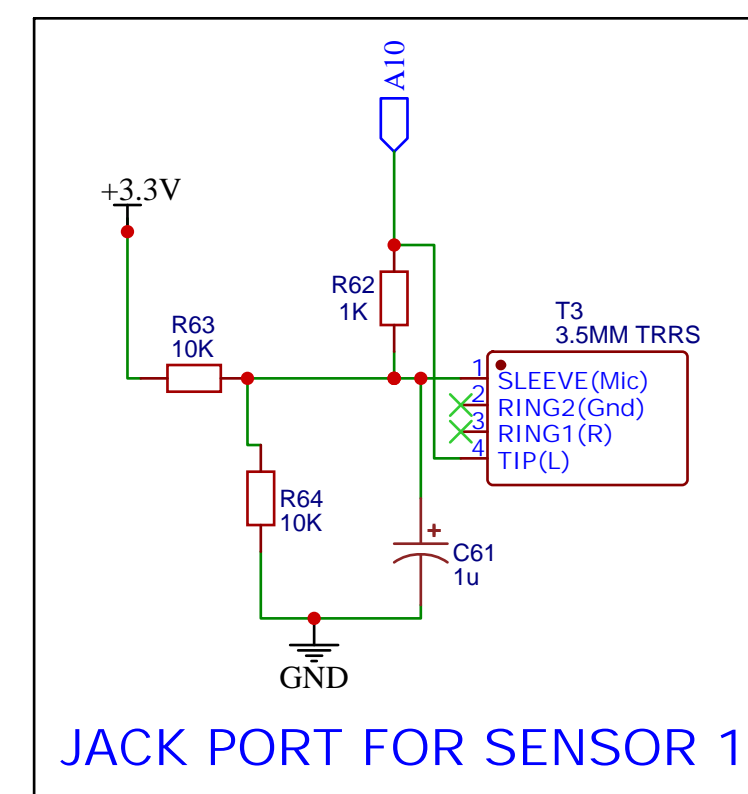 A10
+3.3V
R62
1K
R63
10K
T3
3.5MM TRRS
1
SLEEVE(Mic)
2
RING2(Gnd)
3
RING1(R)
4
TIP(L)
R64
10K
+
C61
1u
GND
JACK PORT FOR SENSOR 1